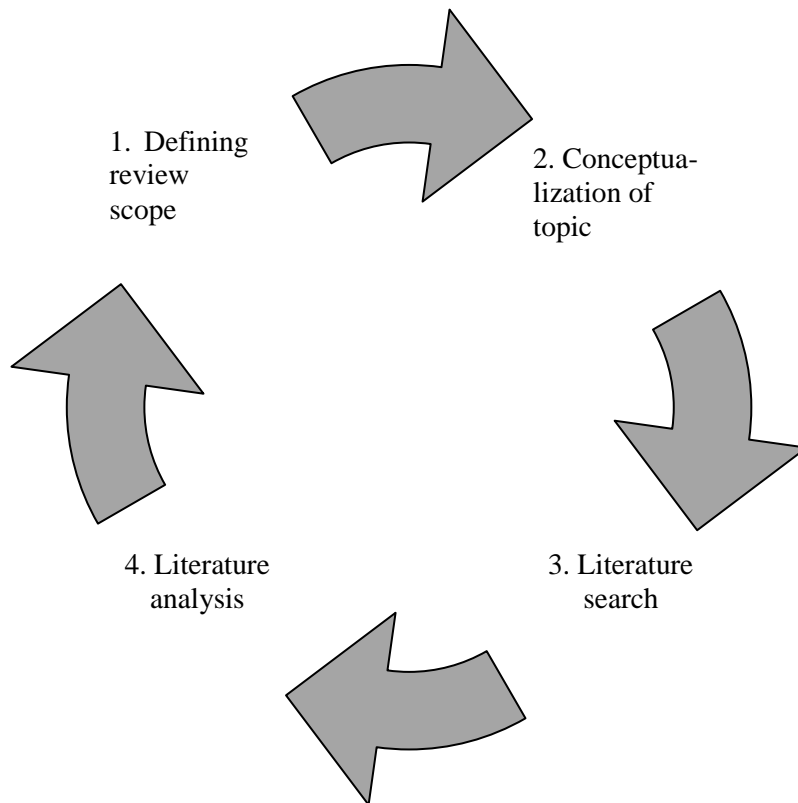 1. Defining
review
scope
2. Conceptua-
lization of
topic
3. Literature
search
4. Literature
analysis